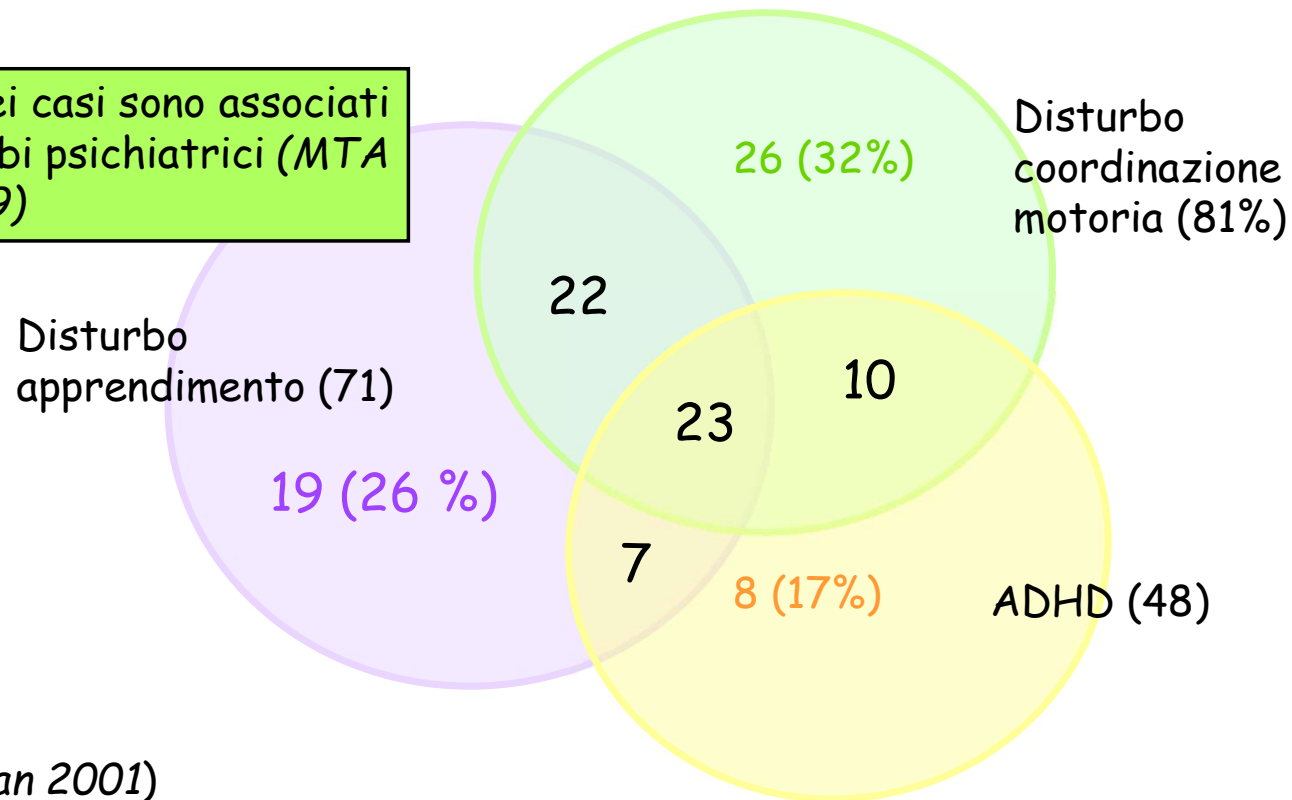 ei casi sono associati
bi psichiatrici (MTA
9)
Disturbo
coordinazione
motoria (81%)
26 (32%)
22
Disturbo
apprendimento (71)
10
23
19 (26 %)
7
8 (17%)
ADHD (48)
an 2001)